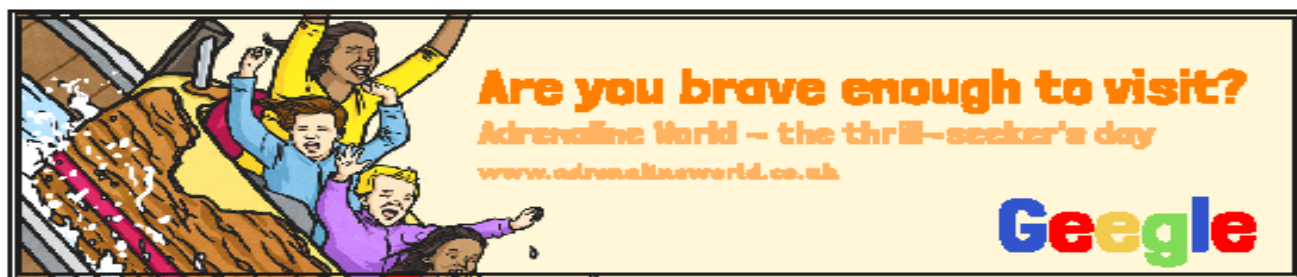 Are you brave enough to visit?
Adrenaline World – the thrill-seeker's day
www.adrenalineworld.co.uk
Geegle